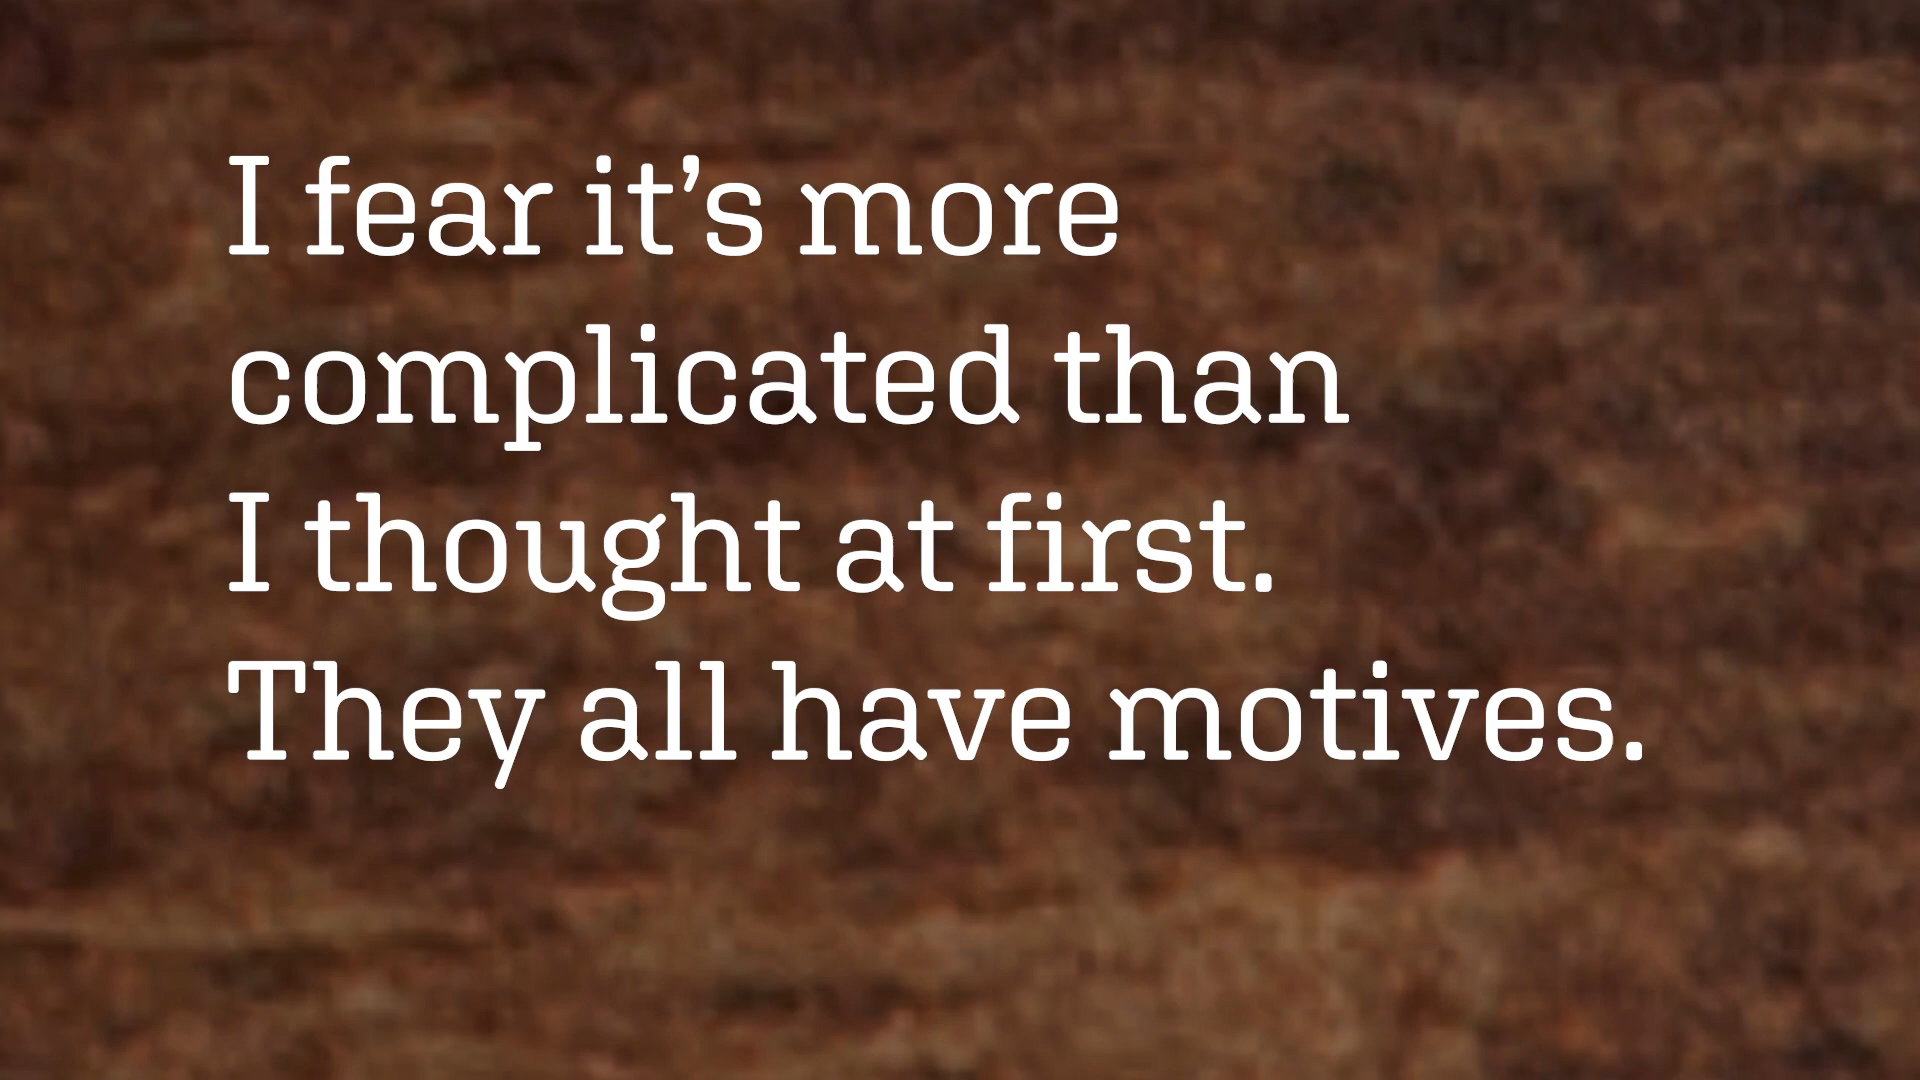 I fear it’s more
complicated than
I thought at first.
They all have motives.